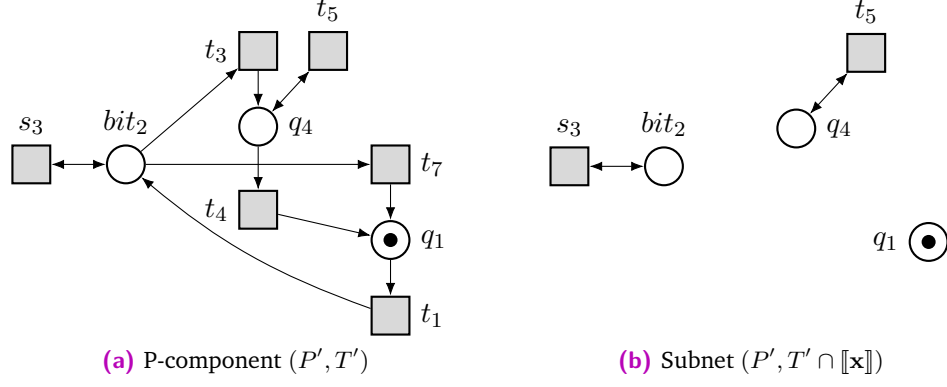 t₃
t₅
s₃
bit₂
q₄
t₇
t₄
q₁
t₁
(a) P-component (P′, T′)
t₅
s₃
bit₂
q₄
q₁
(b) Subnet (P′, T′ ∩ ⟦x⟧)